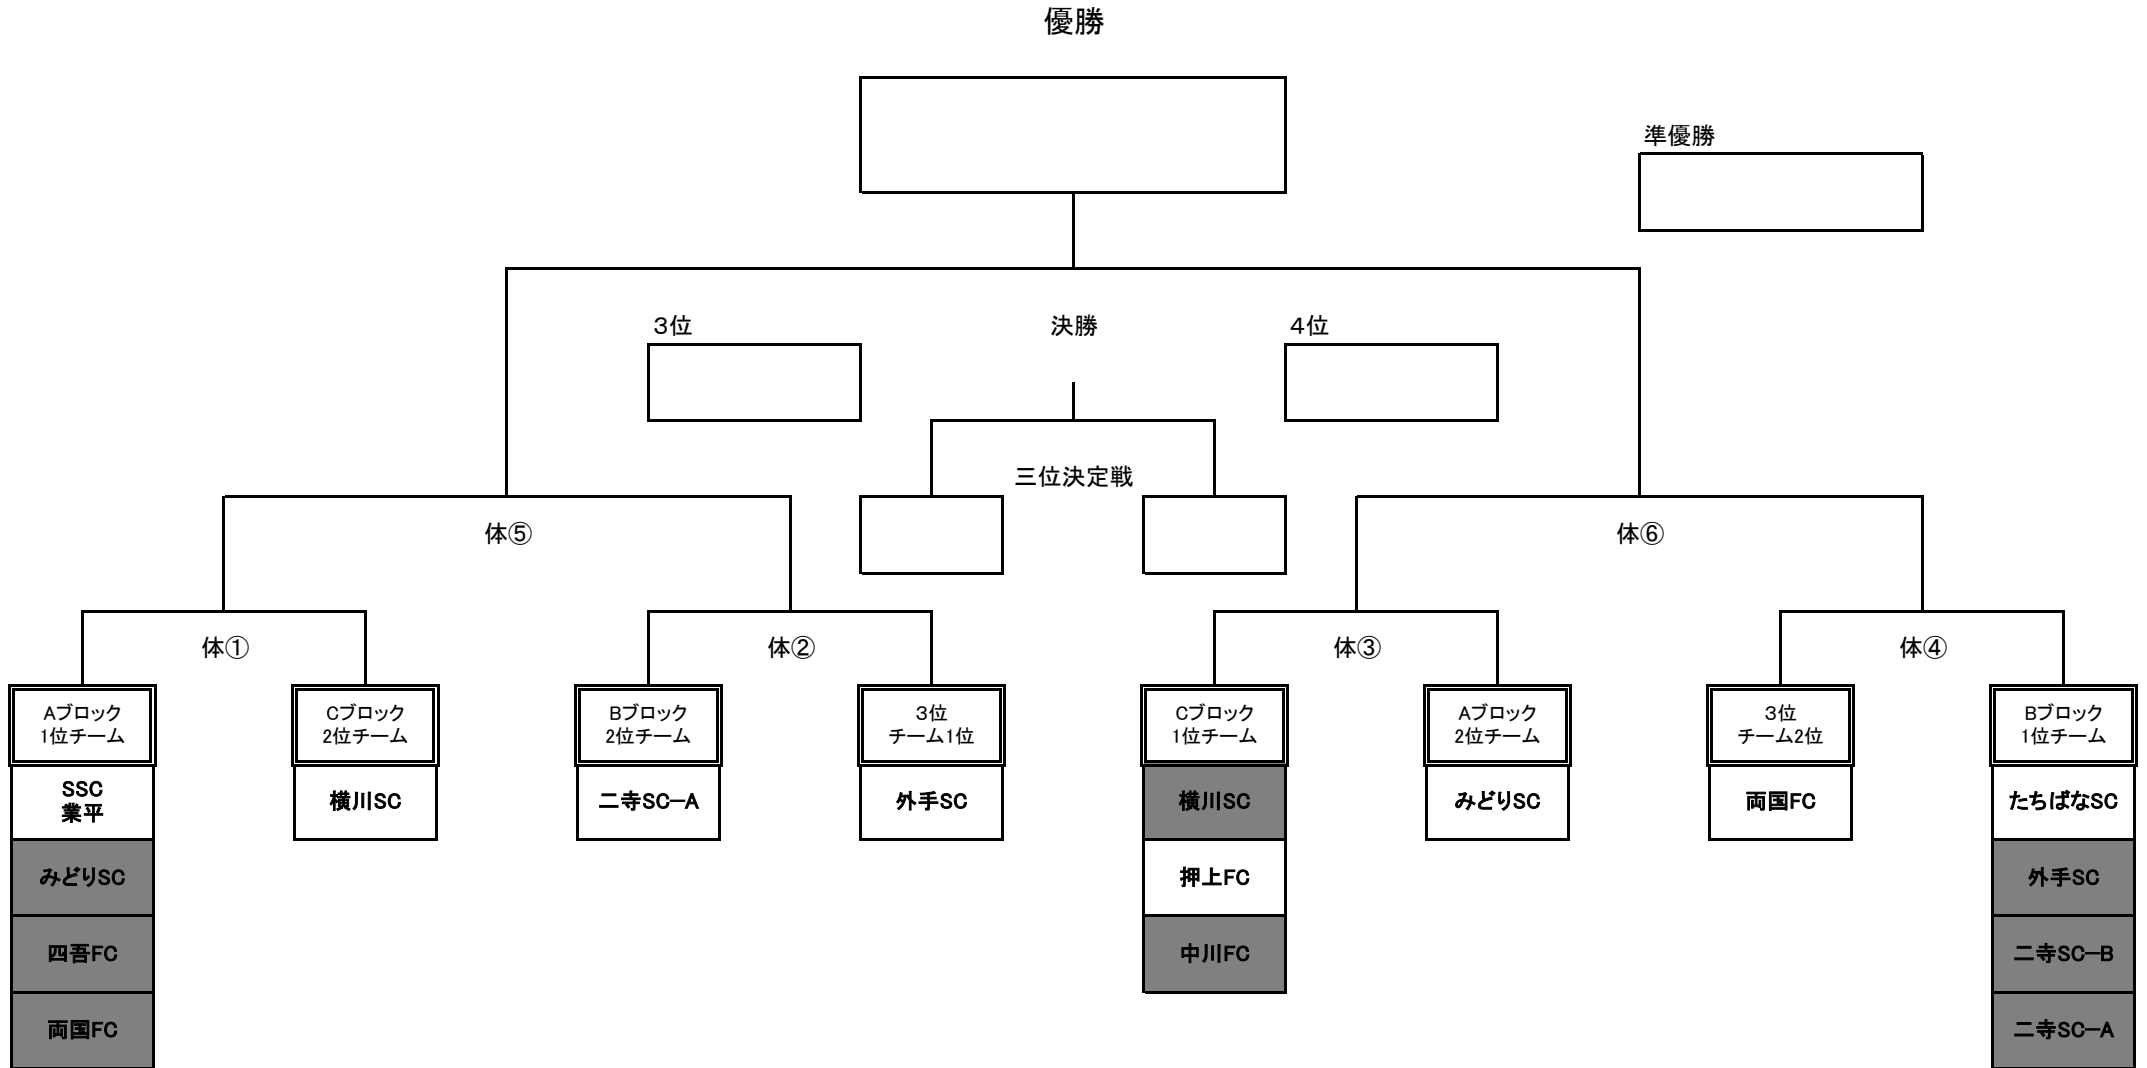 優勝
準優勝
3位
決勝
4位
三位決定戦
体⑤
体⑥
体①
体②
体③
体④
Aブロック
1位チーム
Cブロック
2位チーム
Bブロック
2位チーム
3位
チーム1位
Cブロック
1位チーム
Aブロック
2位チーム
3位
チーム2位
Bブロック
1位チーム
SSC
業平
横川SC
二寺SC－A
外手SC
横川SC
みどりSC
両国FC
たちばなSC
みどりSC
押上FC
外手SC
四吾FC
中川FC
二寺SC－B
両国FC
二寺SC－A